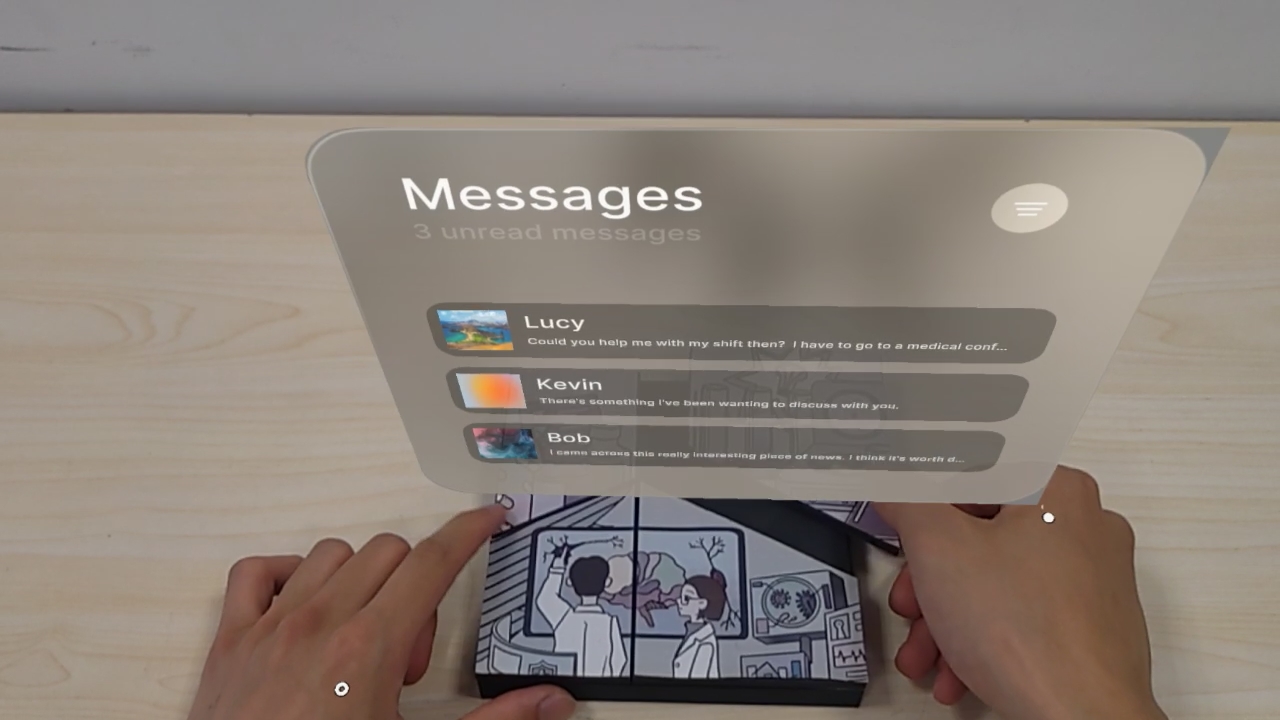 Messages
3 unread messages
Lucy
Could you help me with my shift then? I have to go to a medical conf...
Kevin
There's something I've been wanting to discuss with you.
Bob
I came across this really interesting piece of news. I think it's worth d...